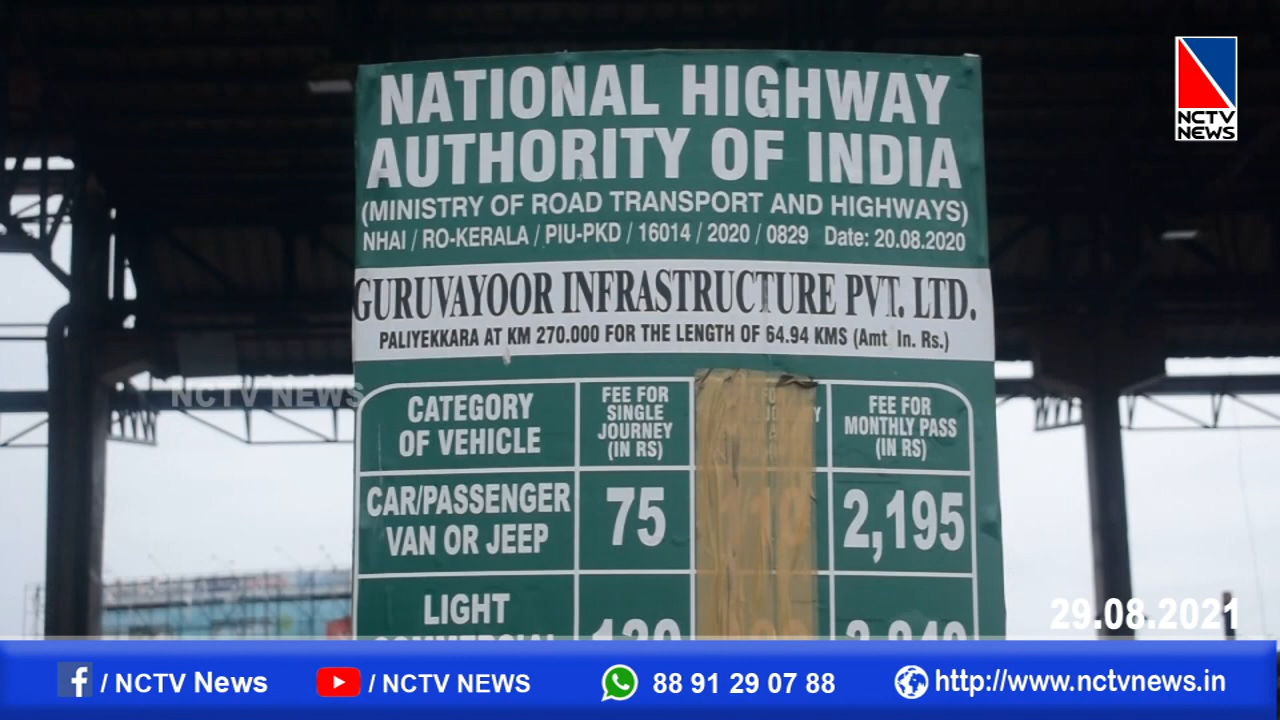 NCTV
NEWS
NATIONAL HIGHWAY
AUTHORITY OF INDIA
(MINISTRY OF ROAD TRANSPORT AND HIGHWAYS)
NHAI / RO-KERALA / PIU-PKD / 16014 / 2020 / 0829 Date: 20.08.2020
GURUVAYOOR INFRASTRUCTURE PVT. LTD.
PALIYEKKARA AT KM 270.000 FOR THE LENGTH OF 64.94 KMS (Amt In. Rs.)
NCTV NEWS
CATEGORY
OF VEHICLE
FEE FOR
SINGLE
JOURNEY
(IN RS)
FEE FOR
MONTHLY PASS
(IN RS)
CAR/PASSENGER
VAN OR JEEP
75
2,195
LIGHT
COMMERCIAL
29.08.2021
/ NCTV News
/ NCTV NEWS
88 91 29 07 88
http://www.nctvnews.in